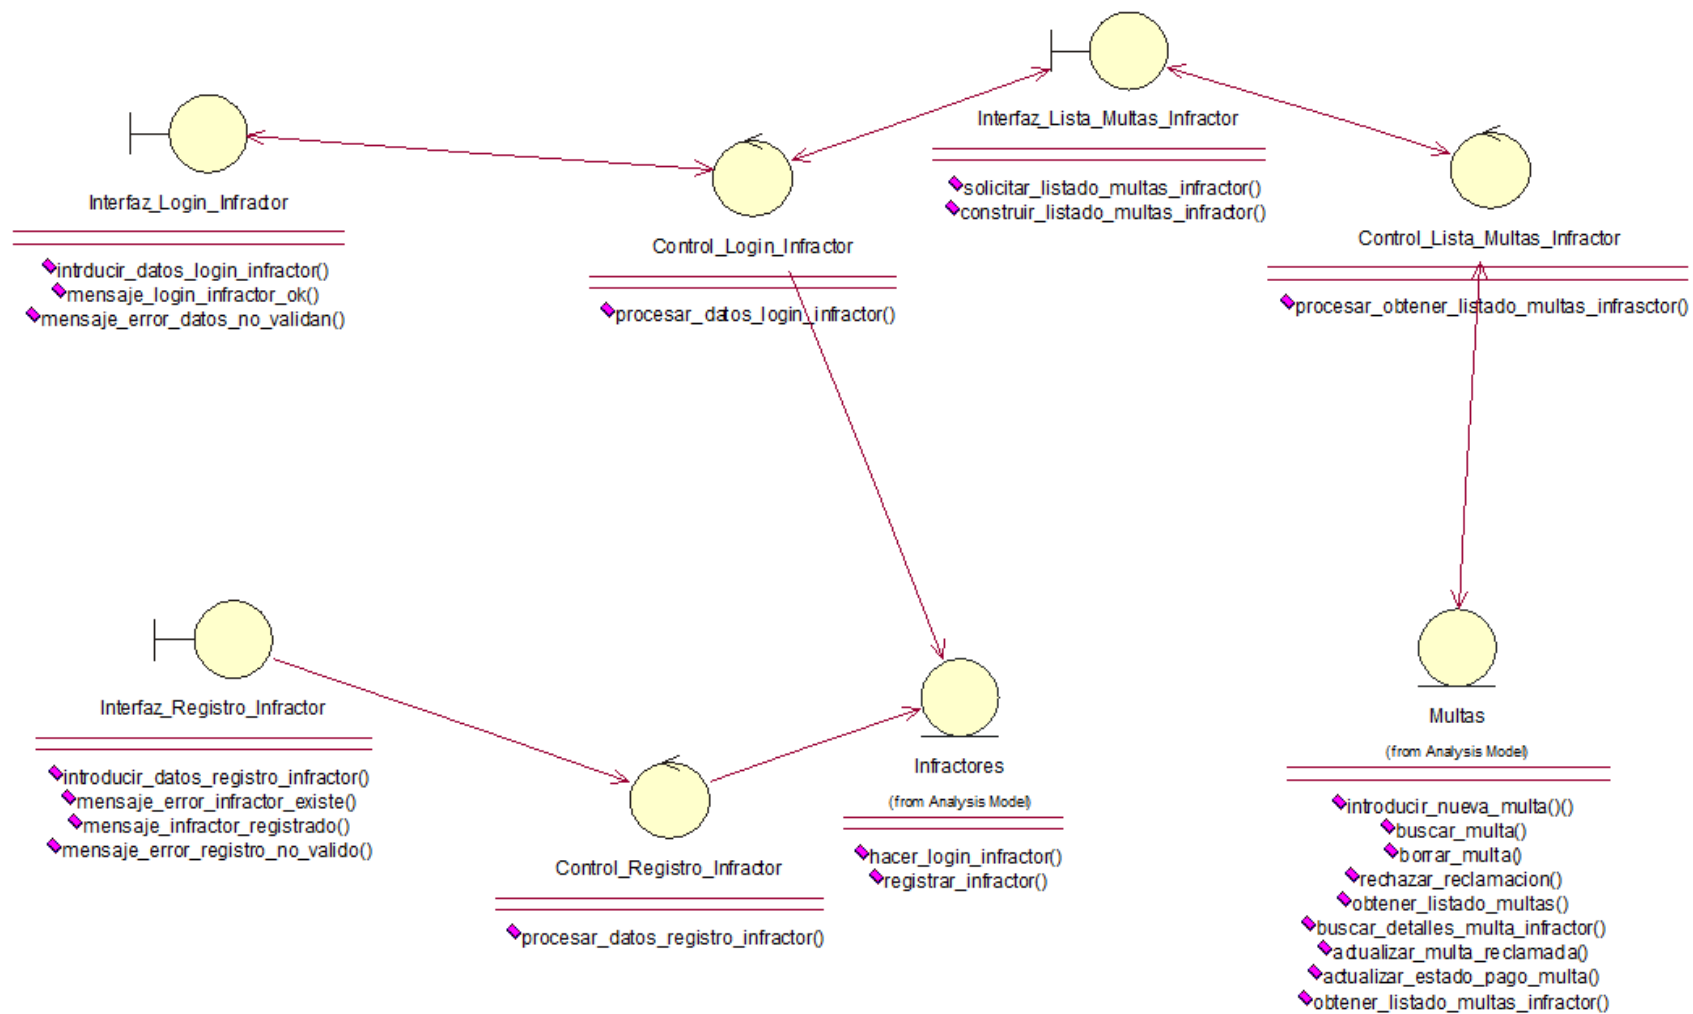 Interfaz_Lista_Multas_Infractor
solicitar_listado_multas_infractor()
construir_listado_multas_infractor()
Interfaz_Login_Infractor
intrducir_datos_login_infractor()
mensaje_login_infractor_ok()
mensaje_error_datos_no_validan()
Control_Login_Infractor
procesar_datos_login_infractor()
Control_Lista_Multas_Infractor
procesar_obtener_listado_multas_infrasctor()
Interfaz_Registro_Infractor
introducir_datos_registro_infractor()
mensaje_error_infractor_existe()
mensaje_infractor_registrado()
mensaje_error_registro_no_valido()
Control_Registro_Infractor
procesar_datos_registro_infractor()
Infractores
(from Analysis Model)
hacer_login_infractor()
registrar_infractor()
Multas
(from Analysis Model)
introducir_nueva_multa()()
buscar_multa()
borrar_multa()
rechazar_reclamacion()
obtener_listado_multas()
buscar_detalles_multa_infractor()
actualizar_multa_reclamada()
actualizar_estado_pago_multa()
obtener_listado_multas_infractor()